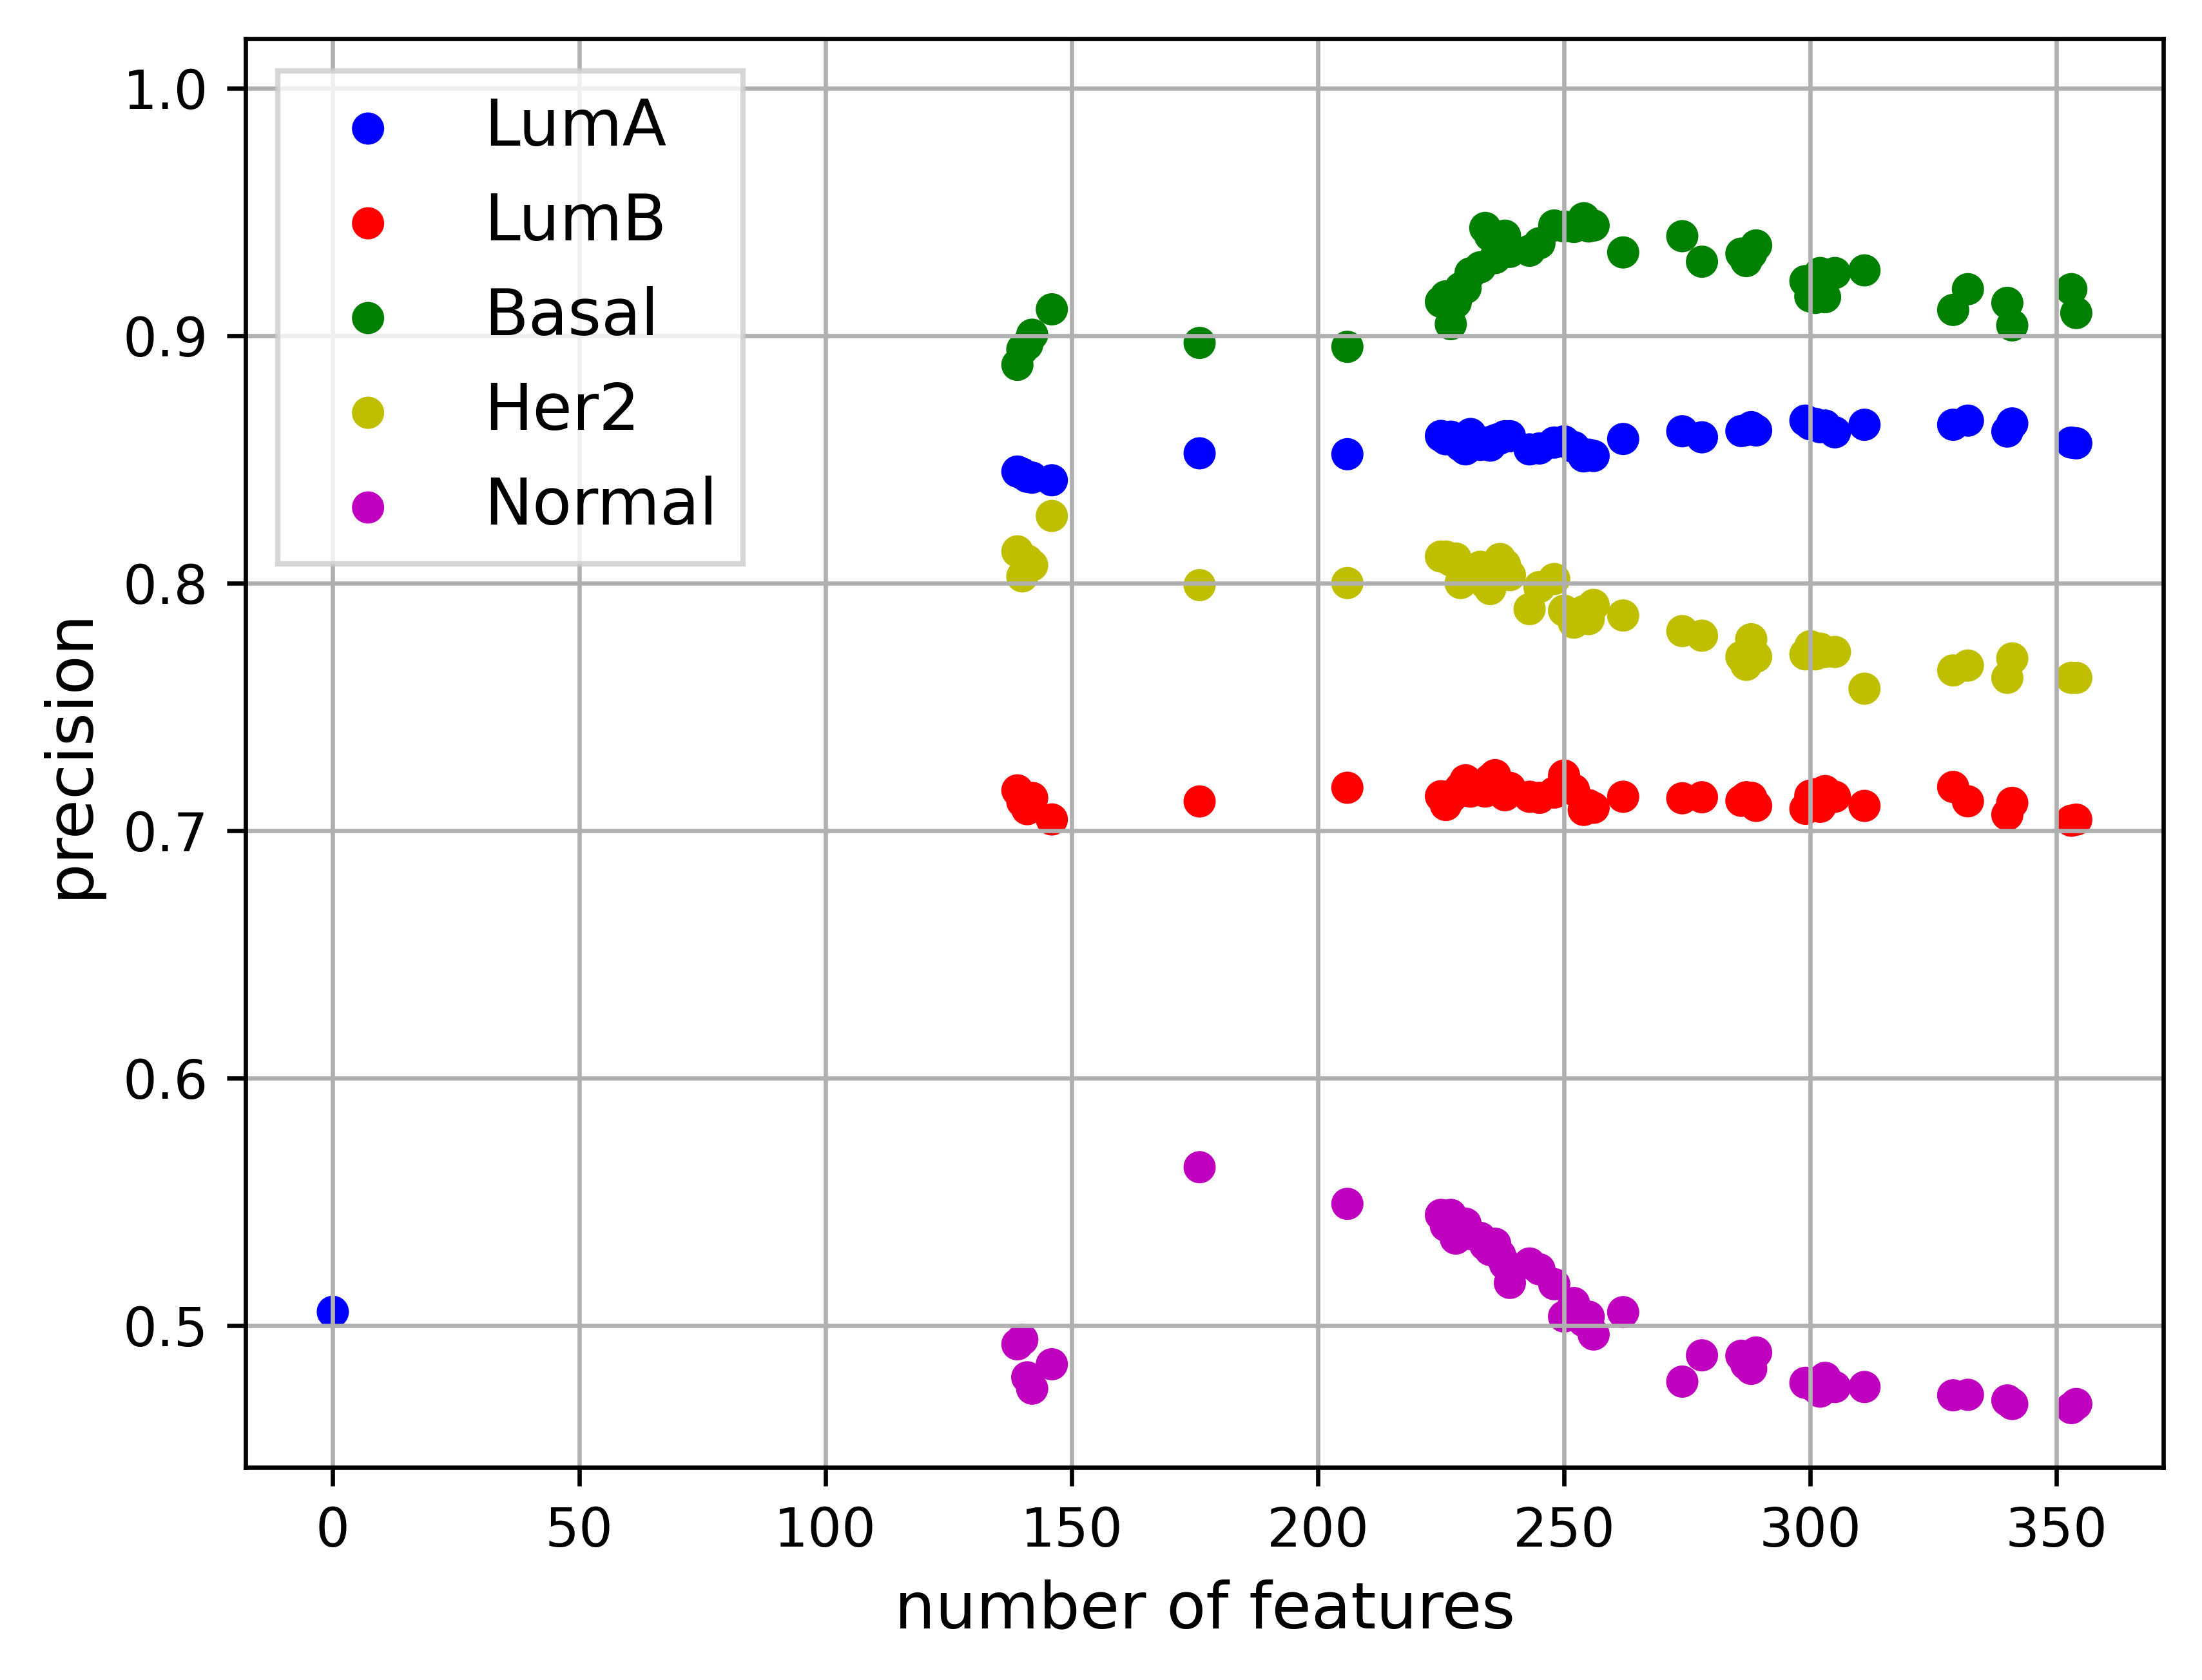 1.0
0.9
0.8
0.7
0.6
0.5
precision
LumA
LumB
Basal
Her2
Normal
0 50 100 150 200 250 300 350
number of features